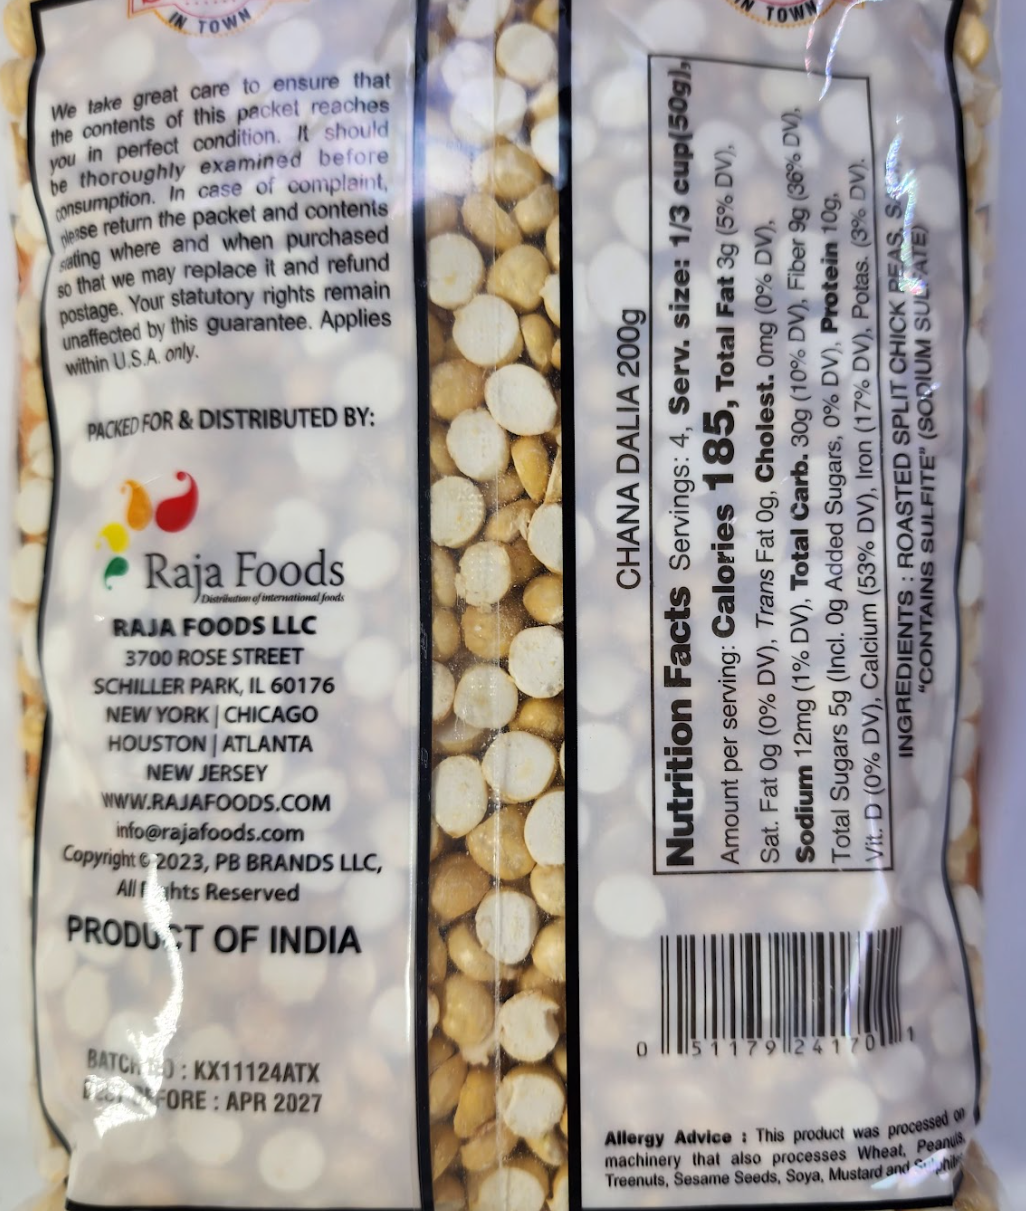 IN TOWN
We take great care to ensure that
the contents of this packet reaches
you in perfect condition. It should
be thoroughly examined before
consumption. In case of complaint,
please return the packet and contents
stating where and when purchased
so that we may replace it and refund
postage. Your statutory rights remain
unaffected by this guarantee. Applies
within U.S.A. only.
PACKED FOR & DISTRIBUTED BY:
Raja Foods
Distribution of international foods
RAJA FOODS LLC
3700 ROSE STREET
SCHILLER PARK, IL 60176
NEW YORK | CHICAGO
HOUSTON | ATLANTA
NEW JERSEY
WWW.RAJAFOODS.COM
info@rajafoods.com
Copyright © 2023, PB BRANDS LLC,
All Rights Reserved
PRODUCT OF INDIA
BATCH NO : KX11124ATX
BEST BEFORE : APR 2027
IN TOWN
CHANA DALIA 200g
Nutrition Facts Servings: 4, Serv. size: 1/3 cup(50g),
Amount per serving: Calories 185, Total Fat 3g (5% DV),
Sat. Fat 0g (0% DV), Trans Fat 0g, Cholest. 0mg (0% DV),
Sodium 12mg (1% DV), Total Carb. 30g (10% DV), Fiber 9g (36% DV),
Total Sugars 5g (Incl. 0g Added Sugars, 0% DV), Protein 10g,
Vit. D (0% DV), Calcium (53% DV), Iron (17% DV), Potas. (3% DV).
INGREDIENTS : ROASTED SPLIT CHICK PEAS,
"CONTAINS SULFITE" (SODIUM SULFATE)
0 51179 24170 1
Allergy Advice : This product was processed on
machinery that also processes Wheat, Peanuts,
Treenuts, Sesame Seeds, Soya, Mustard and